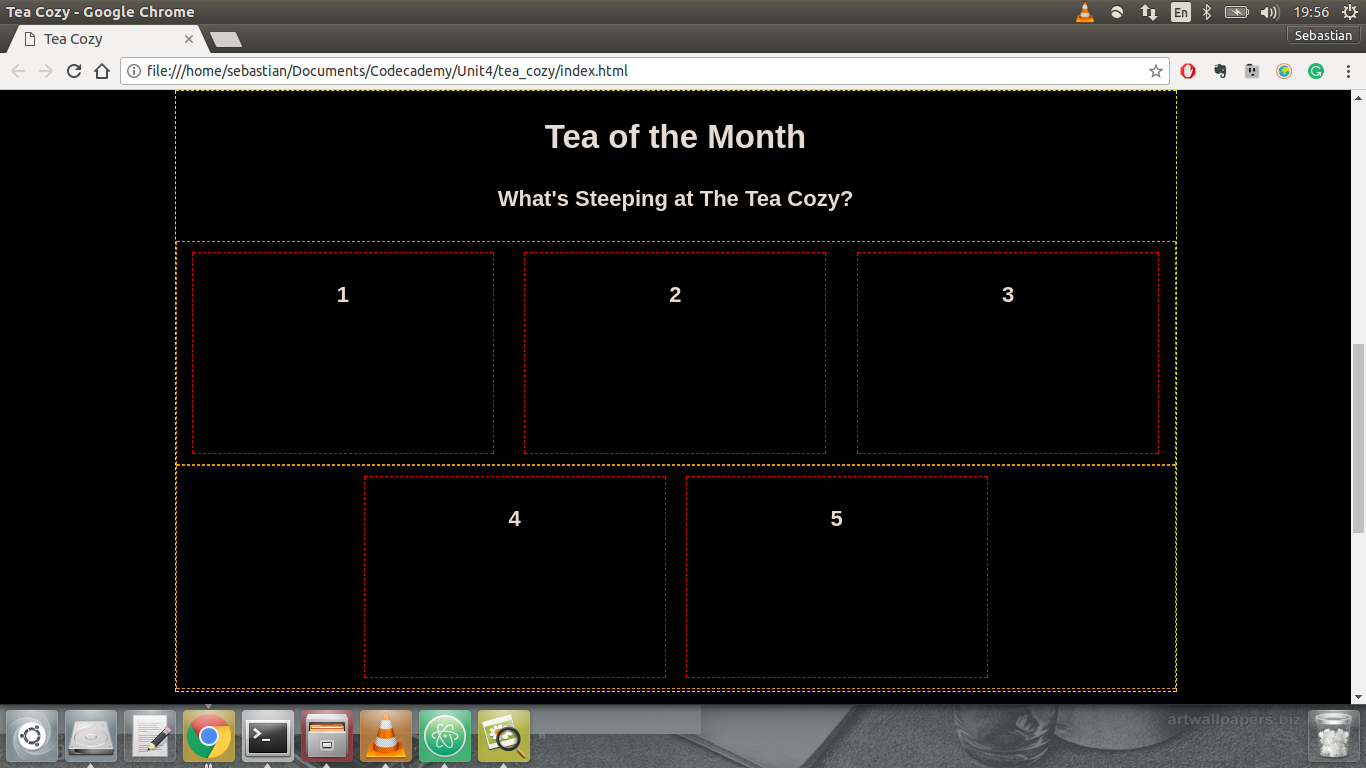 Tea Cozy - Google Chrome
En
19:56
Tea Cozy
Sebastian
file:///home/sebastian/Documents/Codecademy/Unit4/tea_cozy/index.html
Tea of the Month
What's Steeping at The Tea Cozy?
1
2
3
4
5
artwallpapers.biz